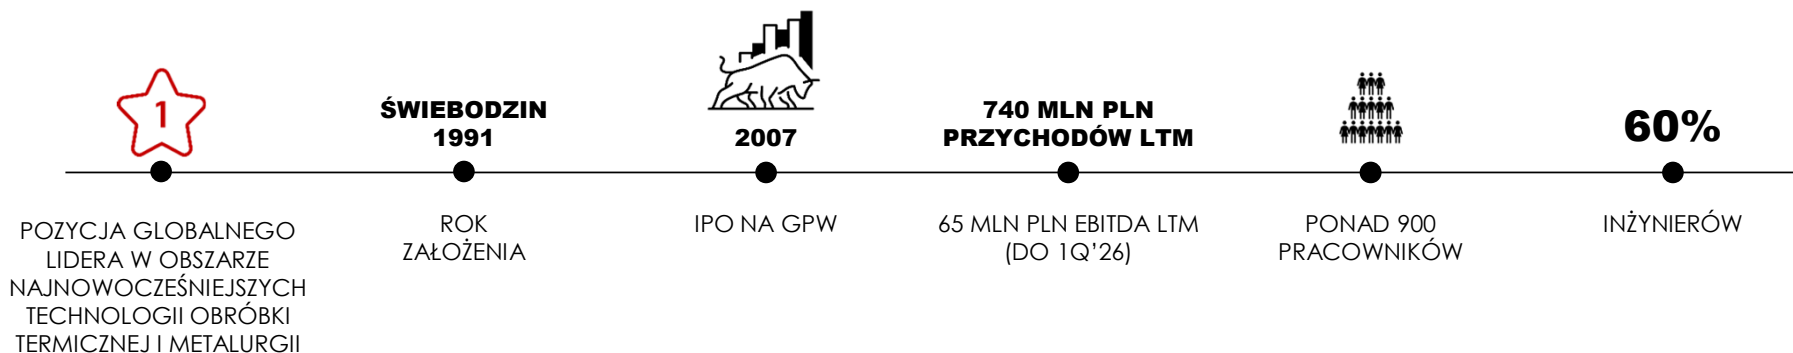 1
POZYCJA GLOBALNEGO
LIDERA W OBSZARZE
NAJNOWOCZEŚNIEJSZYCH
TECHNOLOGII OBRÓBKI
TERMICZNEJ I METALURGII
ŚWIEBODZIN
1991
ROK
ZAŁOŻENIA
2007
IPO NA GPW
740 MLN PLN
PRZYCHODÓW LTM
65 MLN PLN EBITDA LTM
(DO 1Q’26)
PONAD 900
PRACOWNIKÓW
60%
INŻYNIERÓW